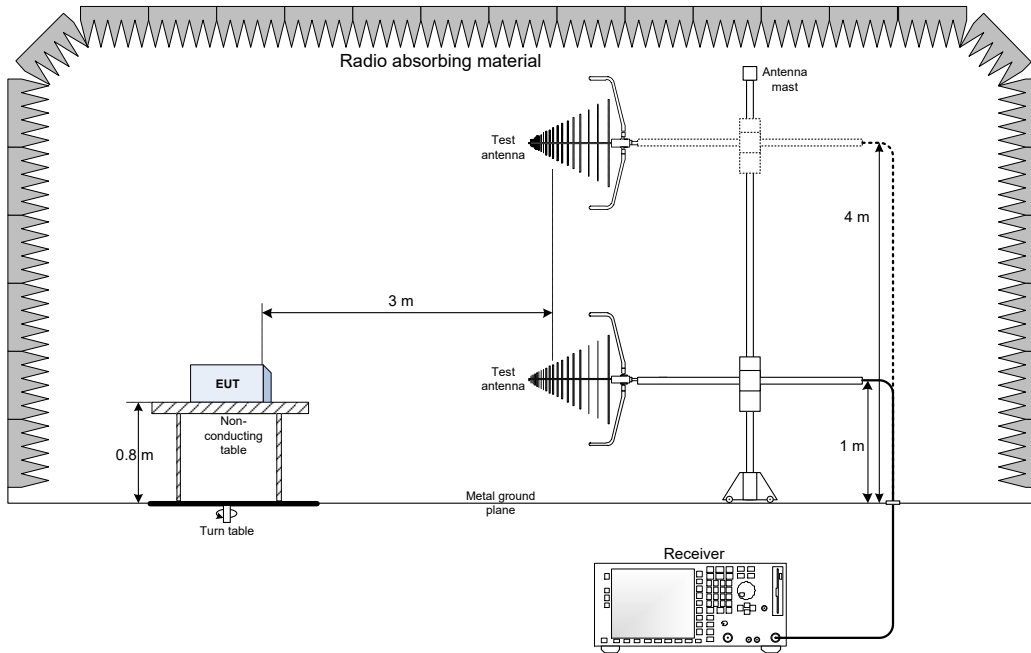 Radio absorbing material
Antenna
mast
Test
antenna
4 m
3 m
Test
antenna
EUT
Non-
conducting
table
0.8 m
1 m
Metal ground
plane
Turn table
Receiver